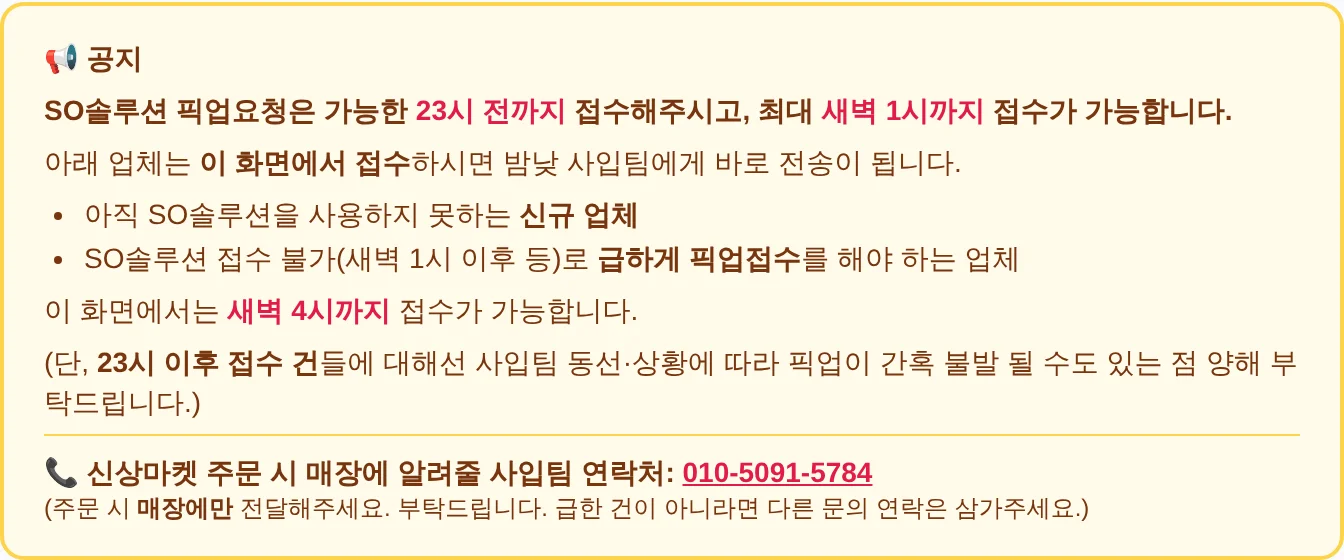 📢 공지
SO솔루션 픽업요청은 가능한 23시 전까지 접수해주시고, 최대 새벽 1시까지 접수가 가능합니다.
아래 업체는 이 화면에서 접수하시면 밤낮 사입팀에게 바로 전송이 됩니다.
• 아직 SO솔루션을 사용하지 못하는 신규 업체
• SO솔루션 접수 불가(새벽 1시 이후 등)로 급하게 픽업접수를 해야 하는 업체
이 화면에서는 새벽 4시까지 접수가 가능합니다.
(단, 23시 이후 접수 건들에 대해선 사입팀 동선·상황에 따라 픽업이 간혹 불발 될 수도 있는 점 양해 부
탁드립니다.)
📞 신상마켓 주문 시 매장에 알려줄 사입팀 연락처: 010-5091-5784
(주문 시 매장에만 전달해주세요. 부탁드립니다. 급한 건이 아니라면 다른 문의 연락은 삼가주세요.)